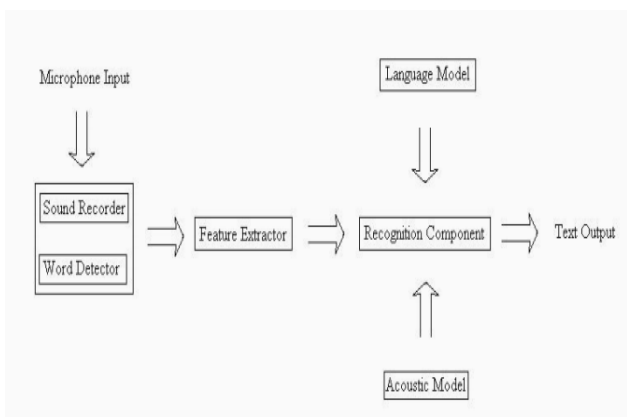 Microphone Input
Language Model
Sound Recorder
Word Detector
Feature Extractor
Recognition Component
Text Output
Acoustic Model